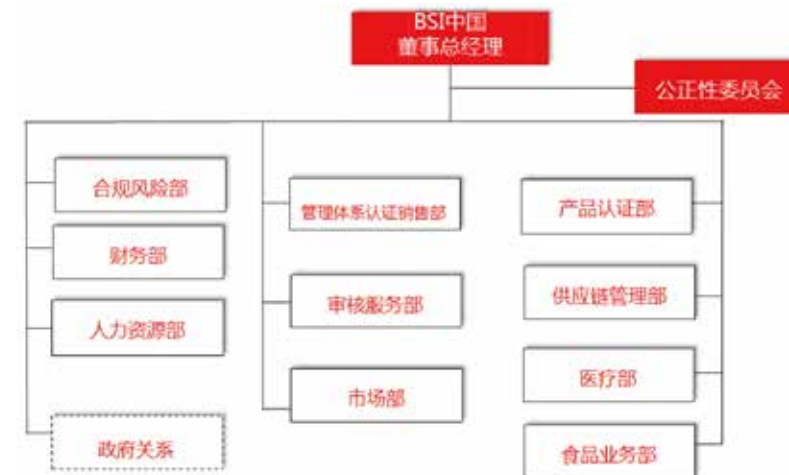 BSI中国
董事总经理
公正性委员会
合规风险部
财务部
人力资源部
政府关系
管理体系认证销售部
审核服务部
市场部
产品认证部
供应链管理部
医疗部
食品业务部